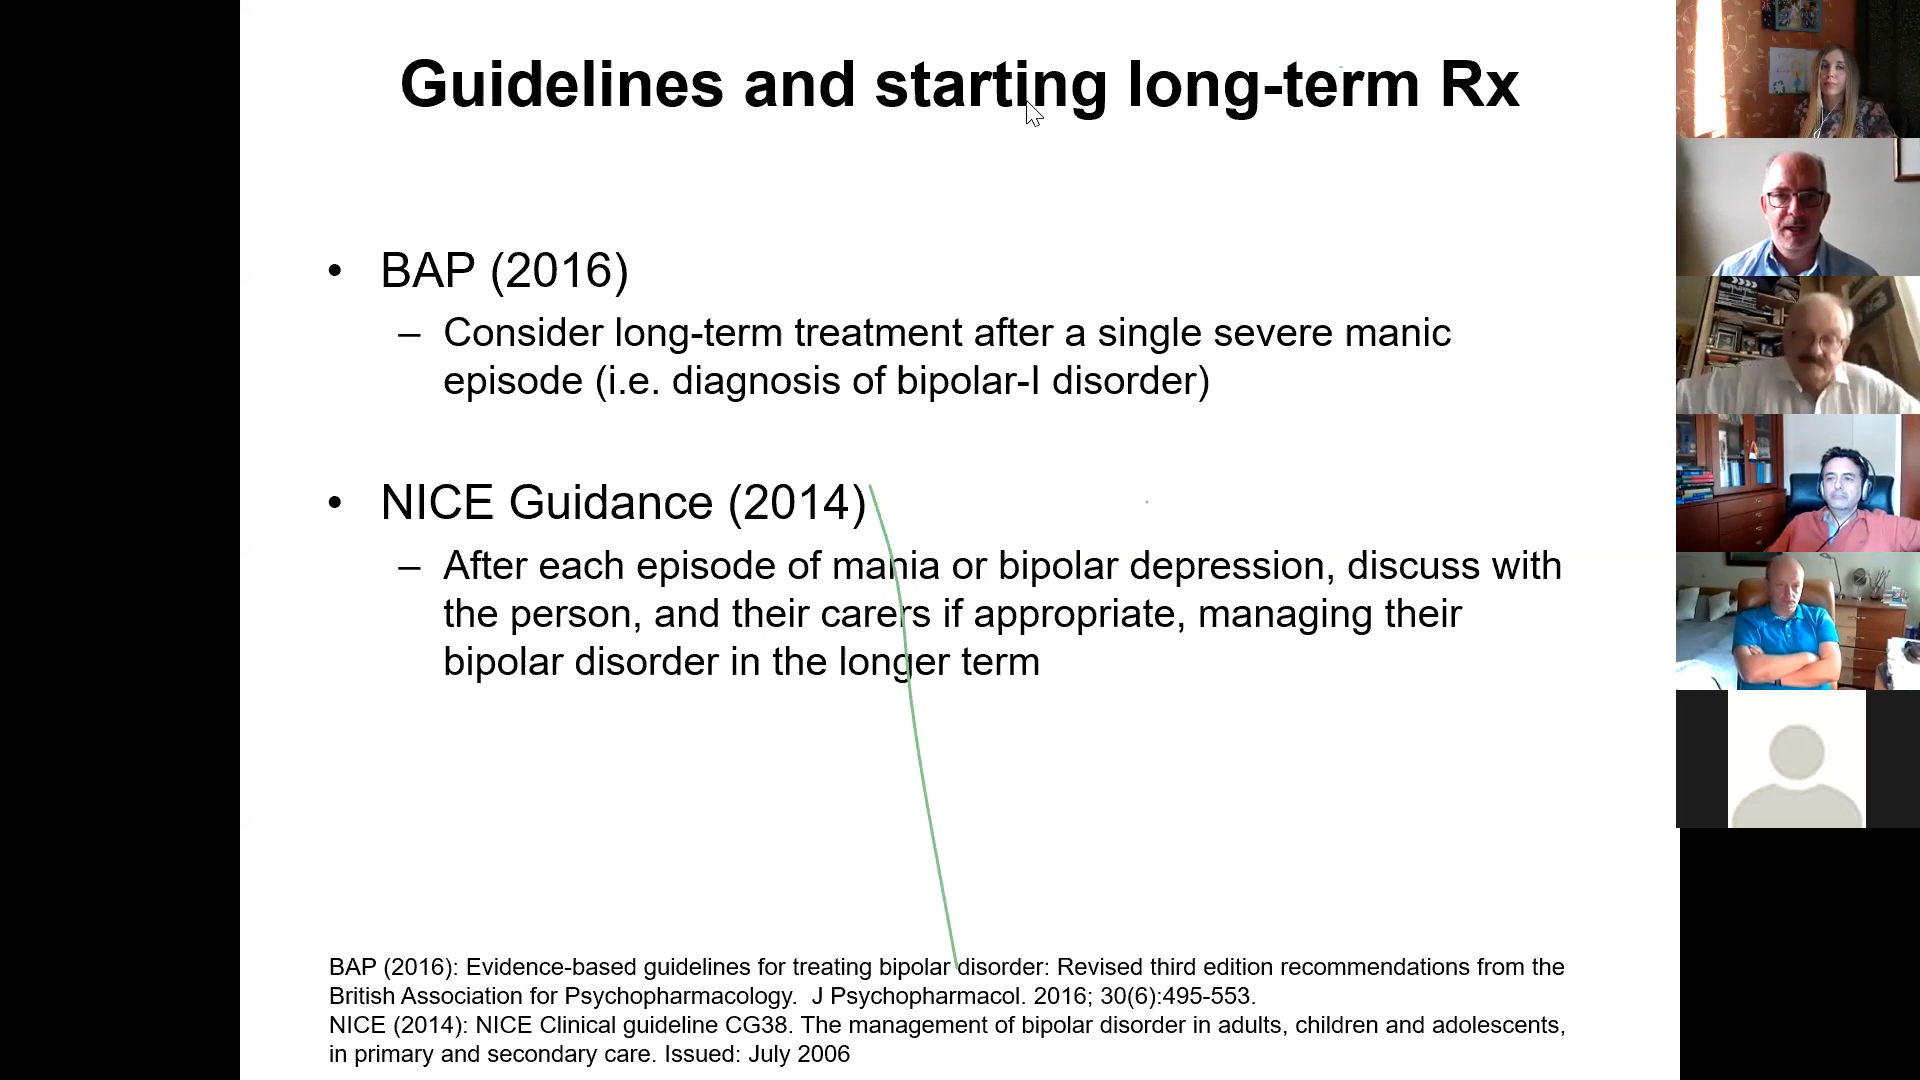 Guidelines and starting long-term Rx
• BAP (2016)
– Consider long-term treatment after a single severe manic
episode (i.e. diagnosis of bipolar-I disorder)
• NICE Guidance (2014)
– After each episode of mania or bipolar depression, discuss with
the person, and their carers if appropriate, managing their
bipolar disorder in the longer term
BAP (2016): Evidence-based guidelines for treating bipolar disorder: Revised third edition recommendations from the
British Association for Psychopharmacology.  J Psychopharmacol. 2016; 30(6):495-553.
NICE (2014): NICE Clinical guideline CG38. The management of bipolar disorder in adults, children and adolescents,
in primary and secondary care. Issued: July 2006